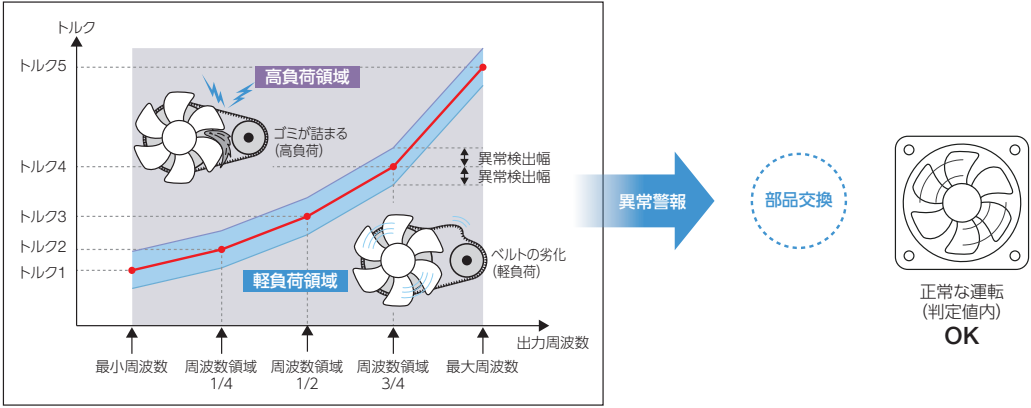 トルク
トルク5
高負荷領域
ゴミが詰まる
(高負荷)
トルク4
異常検出幅
異常検出幅
トルク3
トルク2
トルク1
ベルトの劣化
(軽負荷)
軽負荷領域
出力周波数
最小周波数
周波数領域
1/4
周波数領域
1/2
周波数領域
3/4
最大周波数
異常警報
部品交換
正常な運転
(判定値内)
OK